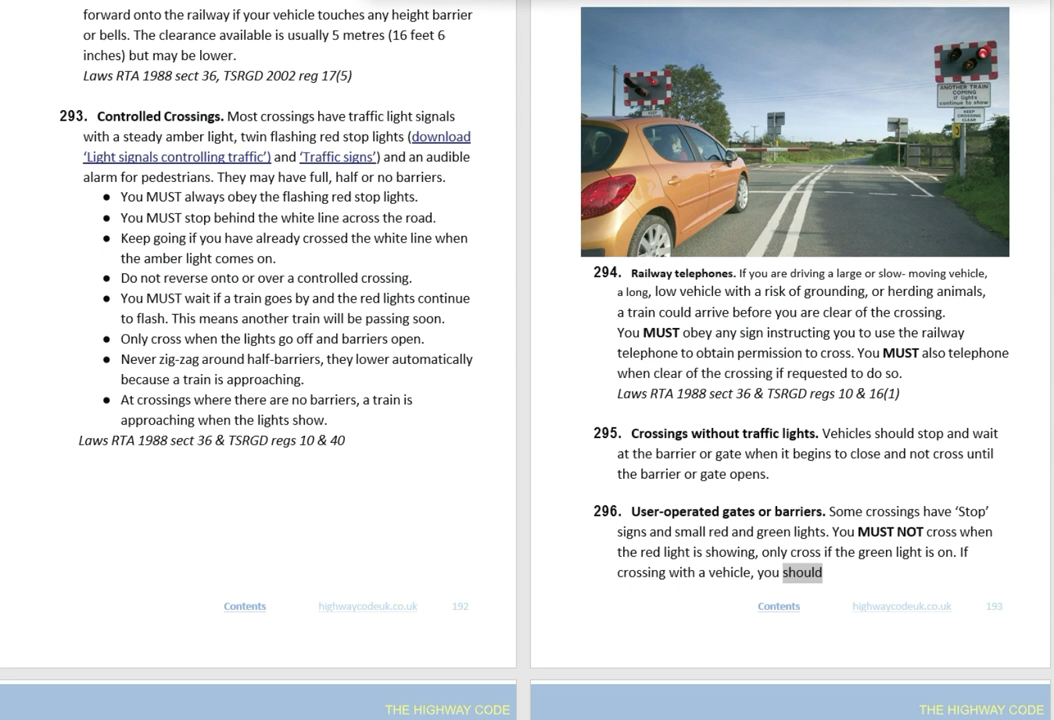 forward onto the railway if your vehicle touches any height barrier
or bells. The clearance available is usually 5 metres (16 feet 6
inches) but may be lower.
Laws RTA 1988 sect 36, TSRGD 2002 reg 17(5)
293. Controlled Crossings. Most crossings have traffic light signals
with a steady amber light, twin flashing red stop lights (download
‘Light signals controlling traffic’) and ‘Traffic signs’) and an audible
alarm for pedestrians. They may have full, half or no barriers.
● You MUST always obey the flashing red stop lights.
● You MUST stop behind the white line across the road.
● Keep going if you have already crossed the white line when
the amber light comes on.
● Do not reverse onto or over a controlled crossing.
● You MUST wait if a train goes by and the red lights continue
to flash. This means another train will be passing soon.
● Only cross when the lights go off and barriers open.
● Never zig-zag around half-barriers, they lower automatically
because a train is approaching.
● At crossings where there are no barriers, a train is
approaching when the lights show.
Laws RTA 1988 sect 36 & TSRGD regs 10 & 40
Contents highwaycodeuk.co.uk 192
ANOTHER TRAIN
COMING
if lights
continue to show
KEEP
CROSSING
CLEAR
294. Railway telephones. If you are driving a large or slow- moving vehicle,
a long, low vehicle with a risk of grounding, or herding animals,
a train could arrive before you are clear of the crossing.
You MUST obey any sign instructing you to use the railway
telephone to obtain permission to cross. You MUST also telephone
when clear of the crossing if requested to do so.
Laws RTA 1988 sect 36 & TSRGD regs 10 & 16(1)
295. Crossings without traffic lights. Vehicles should stop and wait
at the barrier or gate when it begins to close and not cross until
the barrier or gate opens.
296. User-operated gates or barriers. Some crossings have ‘Stop’
signs and small red and green lights. You MUST NOT cross when
the red light is showing, only cross if the green light is on. If
crossing with a vehicle, you should
Contents highwaycodeuk.co.uk 193
THE HIGHWAY CODE
THE HIGHWAY CODE